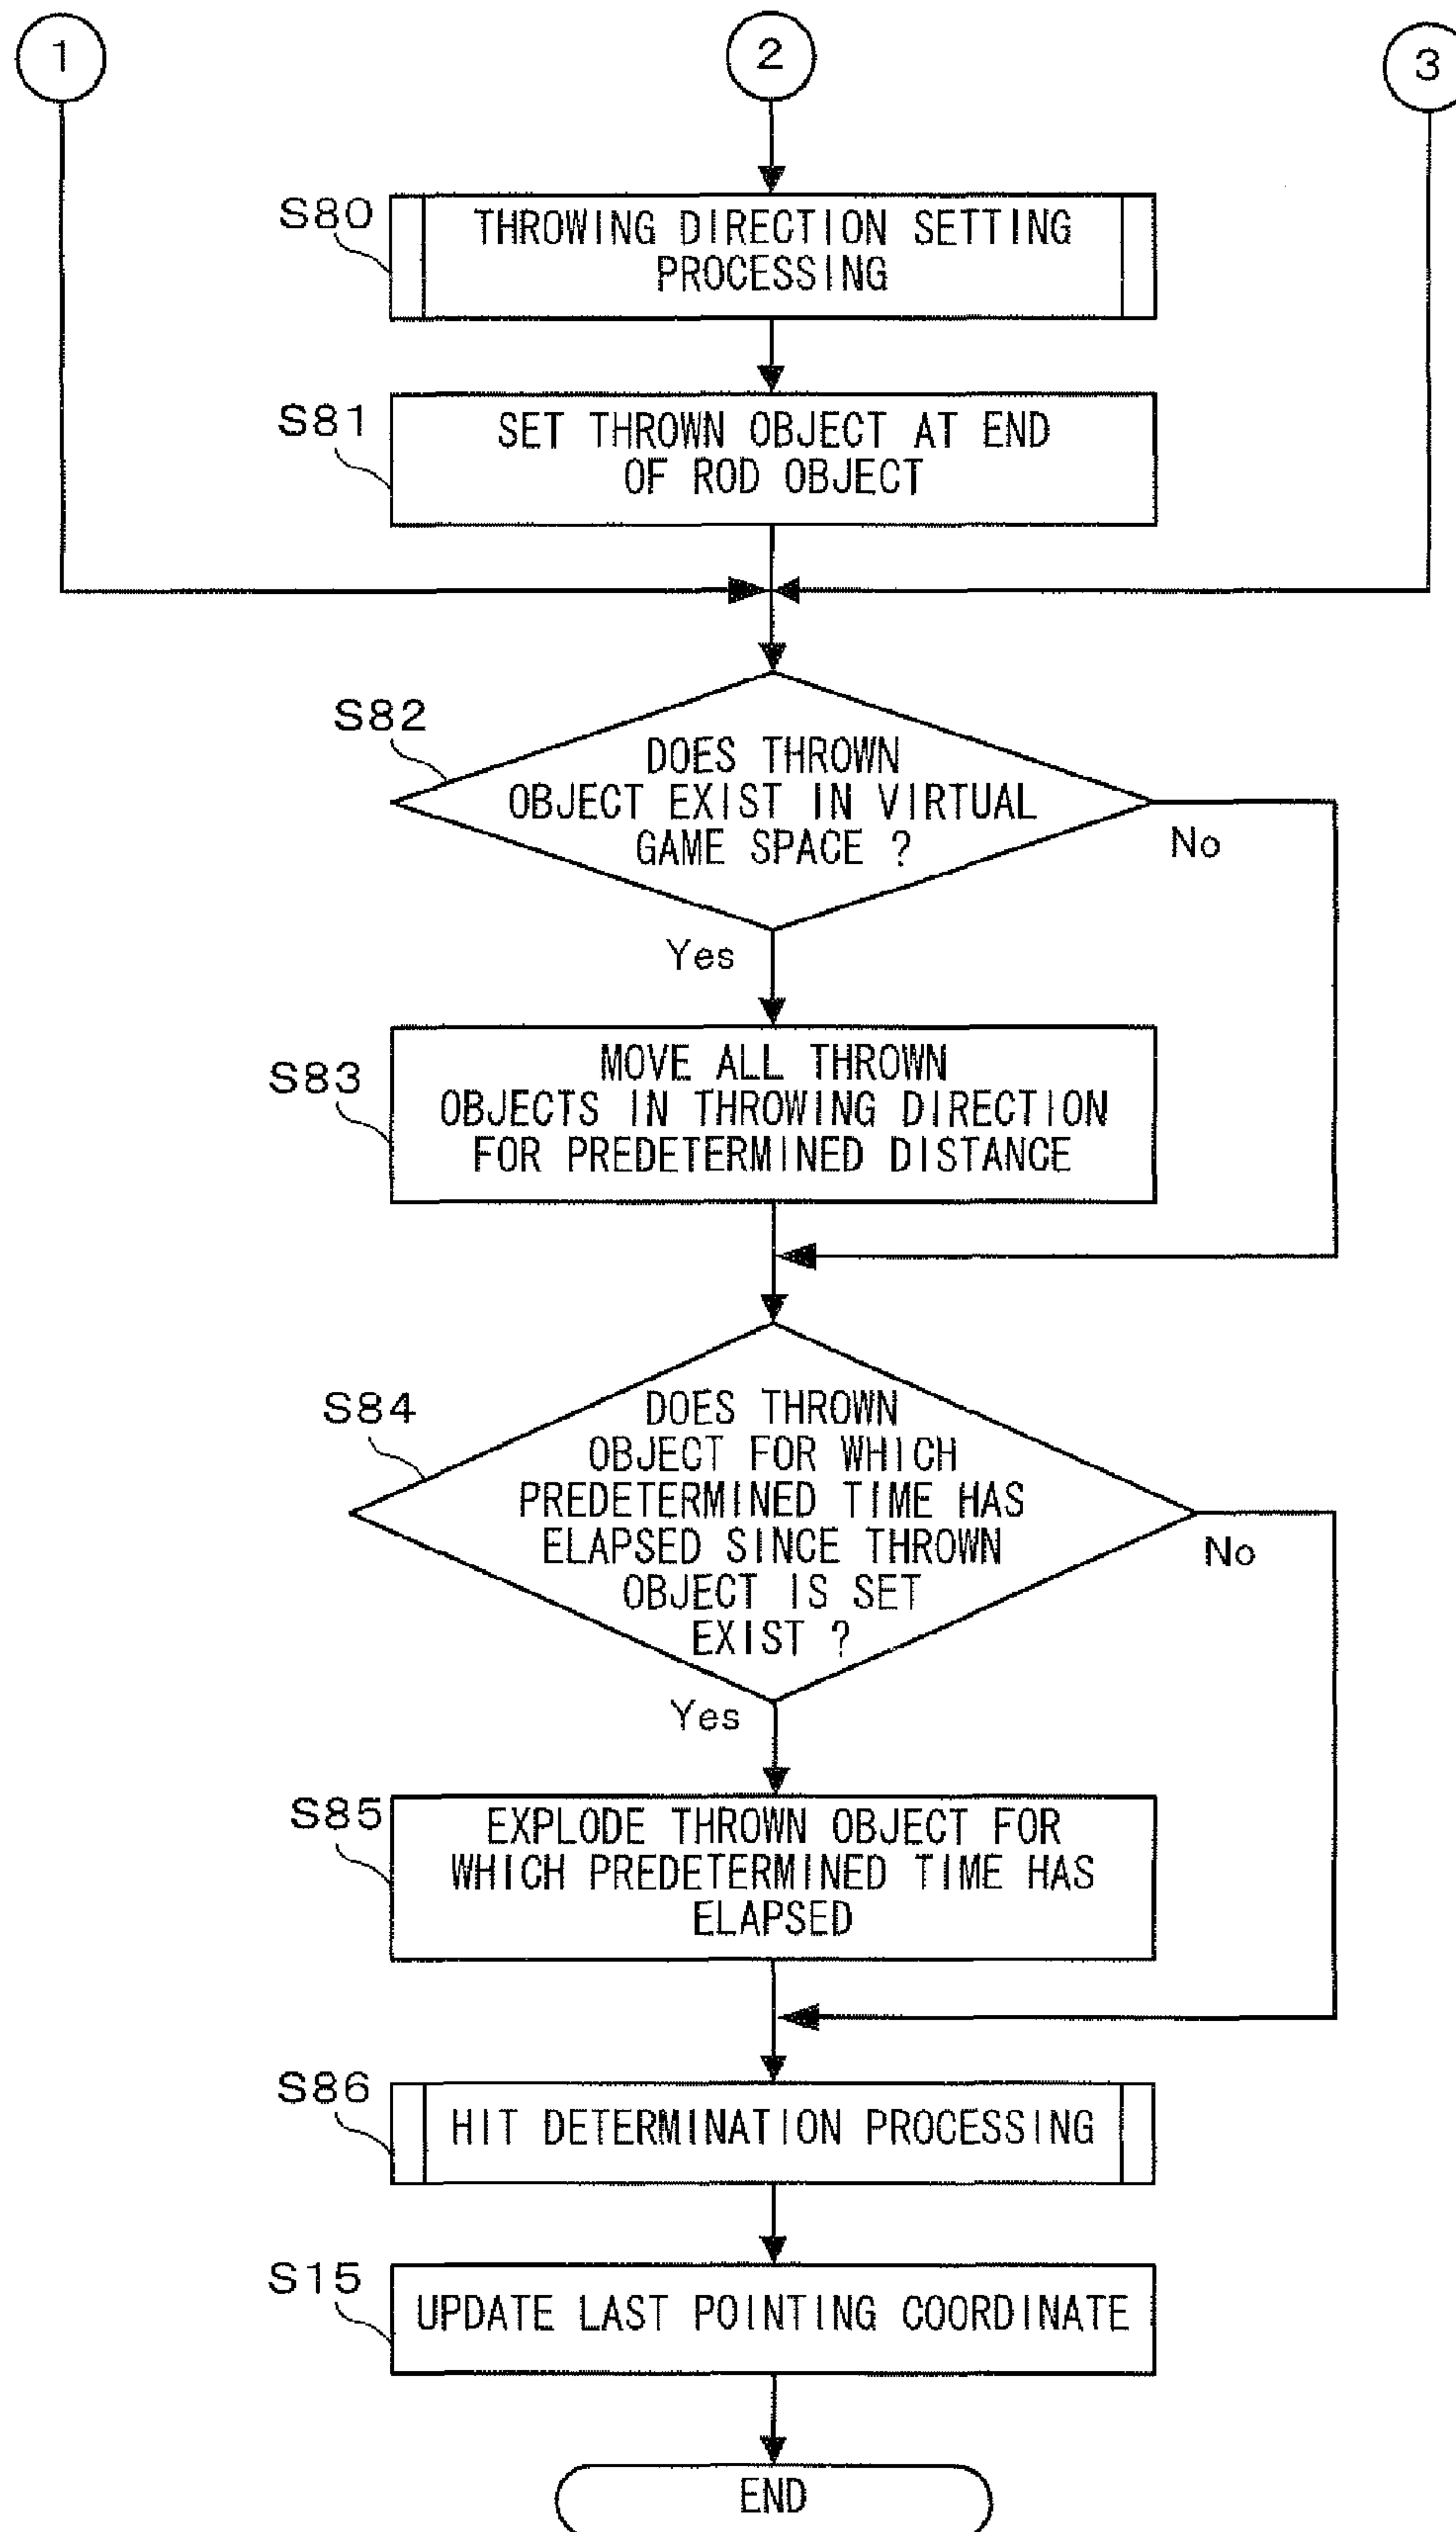 1
2
3
S80
THROWING DIRECTION SETTING
PROCESSING
S81
SET THROWN OBJECT AT END
OF ROD OBJECT
S82
DOES THROWN
OBJECT EXIST IN VIRTUAL
GAME SPACE ?
No
Yes
S83
MOVE ALL THROWN
OBJECTS IN THROWING DIRECTION
FOR PREDETERMINED DISTANCE
S84
DOES THROWN
OBJECT FOR WHICH
PREDETERMINED TIME HAS
ELAPSED SINCE THROWN
OBJECT IS SET
EXIST ?
No
Yes
S85
EXPLODE THROWN OBJECT FOR
WHICH PREDETERMINED TIME HAS
ELAPSED
S86
HIT DETERMINATION PROCESSING
S15
UPDATE LAST POINTING COORDINATE
END